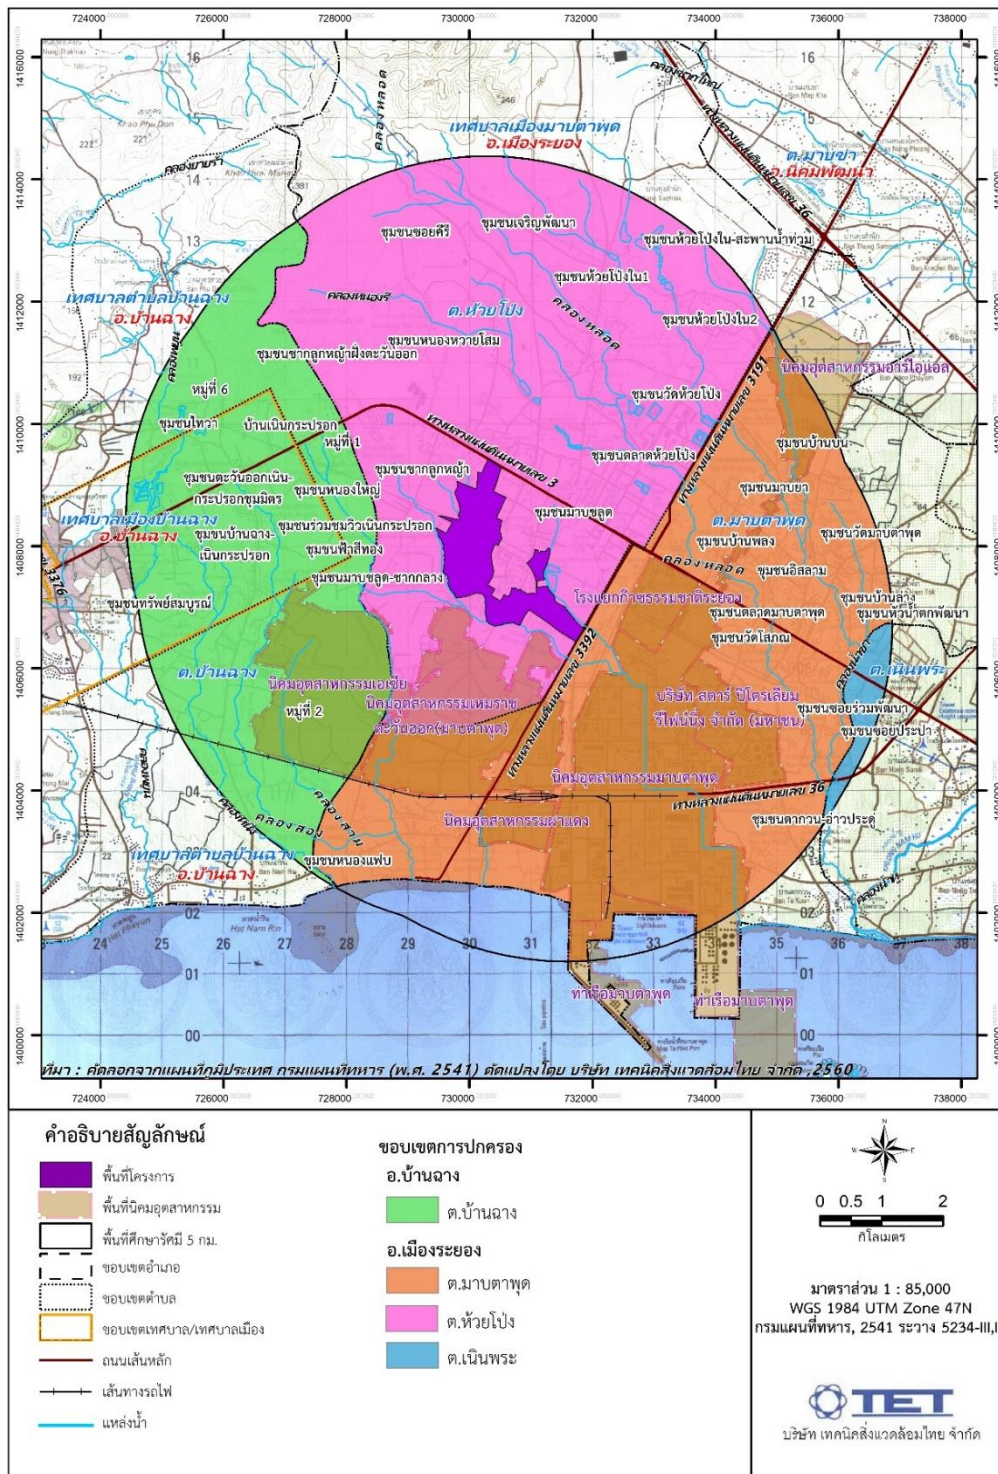 724000 726000 728000 730000 732000 734000 736000 738000
1416000
1414000
1412000
1410000
1408000
1406000
1404000
1402000
1400000
16
16
เทศบาลเมืองมาบตาพุด
อ.เมืองระยอง
คลองหลอด
ทางหลวงแผ่นดินหมายเลข 36
ต.มาบข่า
อ.นิคมพัฒนา
14
13
12
11
ชุมชนซอยคีรี
ชุมชนเจริญพัฒนา
ชุมชนห้วยโป่งใน-สะพานน้ำท่วม
ชุมชนห้วยโป่งใน1
คลองหลอด
ชุมชนห้วยโป่งใน2
เทศบาลตำบลบ้านฉาง
อ.บ้านฉาง
คลองหนองรี
ต.ห้วยโป่ง
ชุมชนหนองหวายโสม
ชุมชนชากลูกหญ้าฝั่งตะวันออก
ทางหลวงแผ่นดินหมายเลข 3191
นิคมอุตสาหกรรมอาร์ไอแอล
หมู่ที่ 6
ชุมชนวัดห้วยโป่ง
ชุมชนไทวา
บ้านเนินกระปรอก
หมู่ที่ 1
ทางหลวงแผ่นดินหมายเลข 3
ชุมชนตลาดห้วยโป่ง
ชุมชนบ้านบน
ชุมชนชากลูกหญ้า
ชุมชนตะวันออกเนิน-
กระปรอกชุมมิตร
ชุมชนหนองใหญ่
ชุมชนมาบยา
ชุมชนมาบชลูด
เทศบาลเมืองบ้านฉาง
อ.บ้านฉาง
ชุมชนร่วมชมวิวเนินกระปรอก
ต.มาบตาพุด
ชุมชนวัดมาบตาพุด
ชุมชนบ้านฉาง-
เนินกระปรอก
ชุมชนฟ้าสีทอง
ชุมชนบ้านพลง
คลองหลอด
ชุมชนอิสลาม
3376
ชุมชนมาบชลูด-ชากกลาง
โรงแยกก๊าซธรรมชาติระยอง
ชุมชนบ้านล่าง
ชุมชนทรัพย์สมบูรณ์
ชุมชนตลาดมาบตาพุด
ชุมชนหัวน้ำตกพัฒนา
ชุมชนวัดโสภณ
ทางหลวงแผ่นดินหมายเลข 3392
ต.เนินพระ
ต.บ้านฉาง
นิคมอุตสาหกรรมเอเชีย
นิคมอุตสาหกรรมเหมราช
ตะวันออก(มาบตาพุด)
บริษัท สตาร์ ปิโตรเลียม
รีไฟน์นิ่ง จำกัด (มหาชน)
หมู่ที่ 2
ชุมชนซอยร่วมพัฒนา
ชุมชนซอยประปา
นิคมอุตสาหกรรมมาบตาพุด
ทางหลวงแผ่นดินหมายเลข 36
04
คลองสอง
คลองสาม
นิคมอุตสาหกรรมผาแดง
ชุมชนตากวน-อ่าวประดู่
เทศบาลตำบลบ้านฉาง
อ.บ้านฉาง
ชุมชนหนองแฟบ
02
02
24 25 26 27 28 29 30 31 32 33 34 35 36 37 38
Hat Nam Rin
01
01
ท่าเรือมาบตาพุด
ท่าเรือมาบตาพุด
00
00
ที่มา : คัดลอกจากแผนที่ภูมิประเทศ กรมแผนที่ทหาร (พ.ศ. 2541) ดัดแปลงโดย บริษัท เทคนิคสิ่งแวดล้อมไทย จำกัด ,2560
724000 726000 728000 730000 732000 734000 736000 738000
คำอธิบายสัญลักษณ์
พื้นที่โครงการ
พื้นที่นิคมอุตสาหกรรม
พื้นที่ศึกษารัศมี 5 กม.
ขอบเขตอำเภอ
ขอบเขตตำบล
ขอบเขตเทศบาล/เทศบาลเมือง
ถนนเส้นหลัก
เส้นทางรถไฟ
แหล่งน้ำ
ขอบเขตการปกครอง
อ.บ้านฉาง
ต.บ้านฉาง
อ.เมืองระยอง
ต.มาบตาพุด
ต.ห้วยโป่ง
ต.เนินพระ
N
W E
S
0 0.5 1 2
กิโลเมตร
มาตราส่วน 1 : 85,000
WGS 1984 UTM Zone 47N
กรมแผนที่ทหาร, 2541 ระวาง 5234-III,I
TET
บริษัท เทคนิคสิ่งแวดล้อมไทย จำกัด